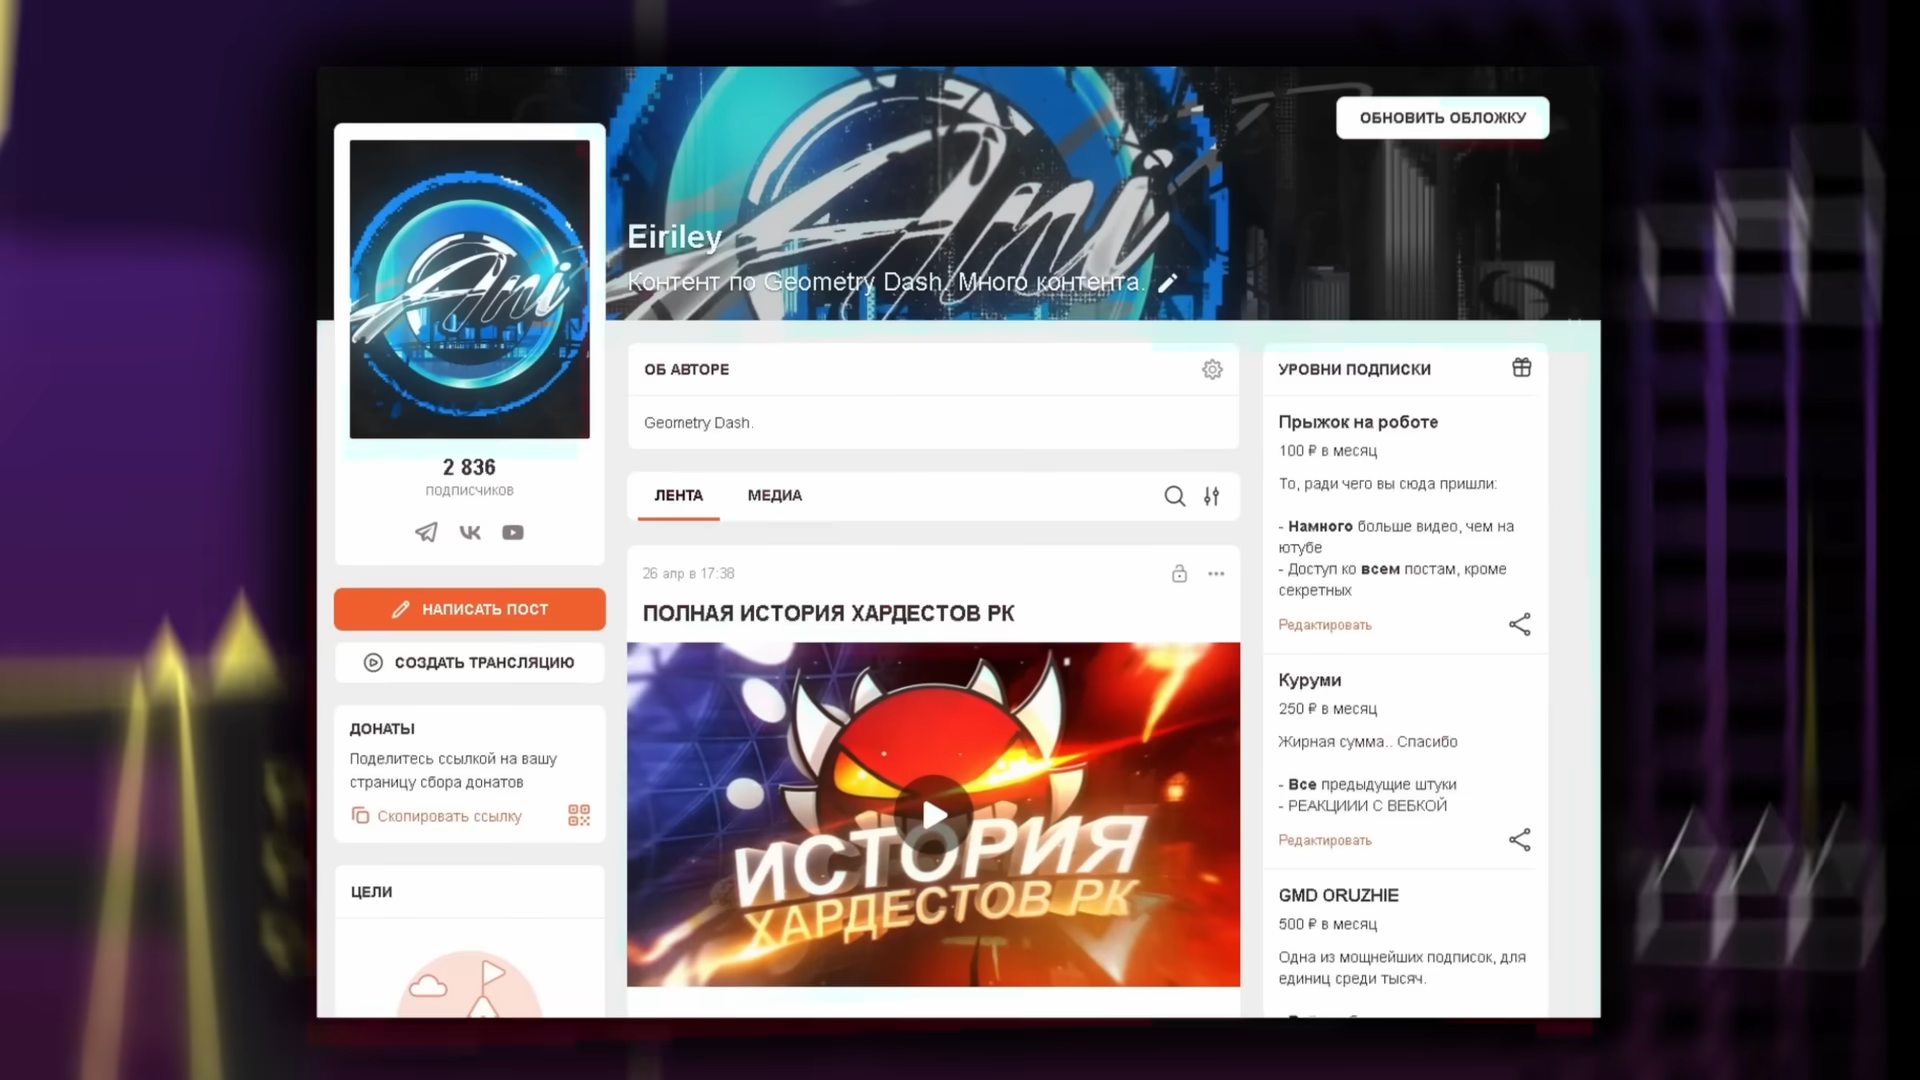 ОБНОВИТЬ ОБЛОЖКУ
Ani
Ani
Eiriley
Контент по Geometry Dash. Много контента.
2 836
подписчиков
НАПИСАТЬ ПОСТ
СОЗДАТЬ ТРАНСЛЯЦИЮ
ДОНАТЫ
Поделитесь ссылкой на вашу
страницу сбора донатов
Скопировать ссылку
ЦЕЛИ
ОБ АВТОРЕ
Geometry Dash.
ЛЕНТА МЕДИА
26 апр в 17:38
ПОЛНАЯ ИСТОРИЯ ХАРДЕСТОВ РК
ИСТОРИЯ
ХАРДЕСТОВ РК
УРОВНИ ПОДПИСКИ
Прыжок на роботе
100 ₽ в месяц
То, ради чего вы сюда пришли:
- Намного больше видео, чем на
ютубе
- Доступ ко всем постам, кроме
секретных
Редактировать
Куруми
250 ₽ в месяц
Жирная сумма.. Спасибо
- Все предыдущие штуки
- РЕАКЦИИИ С ВЕБКОЙ
Редактировать
GMD ORUZHIE
500 ₽ в месяц
Одна из мощнейших подписок, для
единиц среди тысяч.